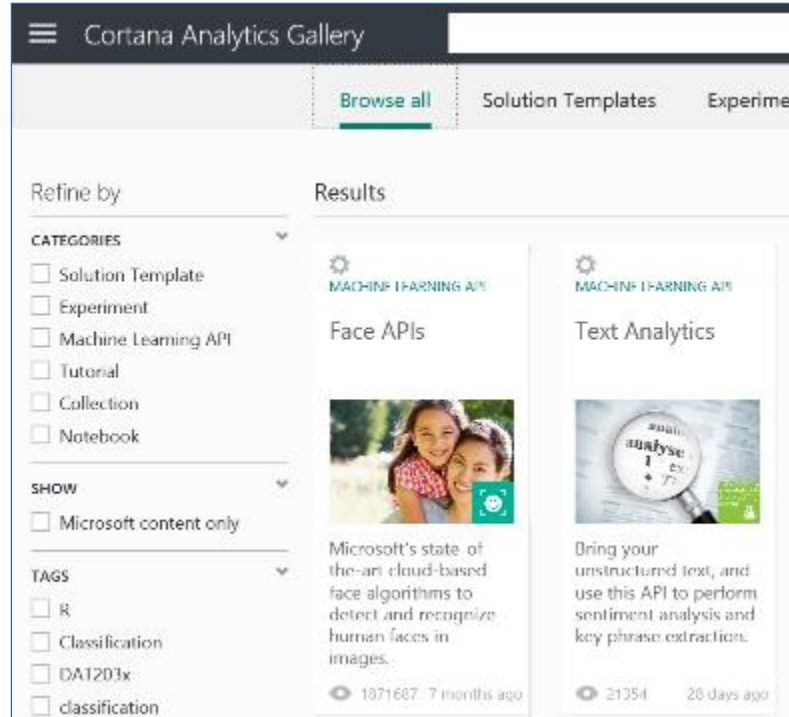 Cortana Analytics Gallery
Browse all Solution Templates Experime
Refine by
CATEGORIES
Solution Template
Experiment
Machine Learning API
Tutorial
Collection
Notebook
SHOW
Microsoft content only
TAGS
R
Classification
DAT203x
classification
Results
MACHINE LEARNING API
Face APIs
Microsoft's state of
the-art cloud-based
face algorithms to
detect and recognize
human faces in
images.
1871687 7 months ago
MACHINE LEARNING API
Text Analytics
analyse
Bring your
unstructured text, and
use this API to perform
sentiment analysis and
key phrase extraction.
21354 28 days ago